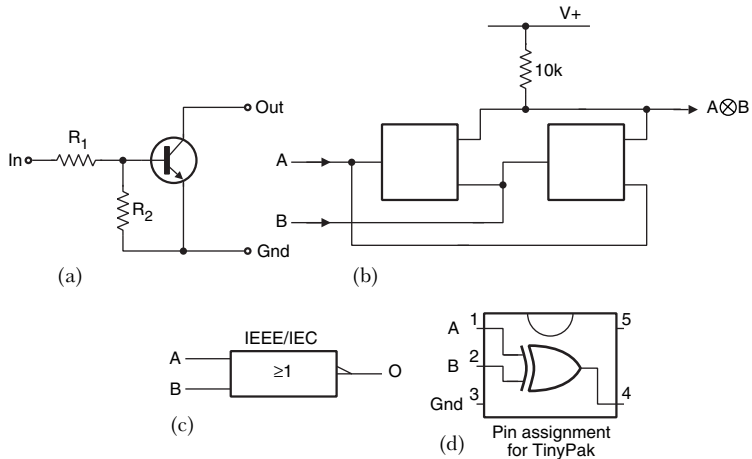 V+
10k
Out
A⊗B
R1
In
A
R2
B
Gnd
(a)
(b)
IEEE/IEC
A
≥1
O
B
(c)
1
5
A
2
B
3
4
Gnd
(d)
Pin assignment
for TinyPak